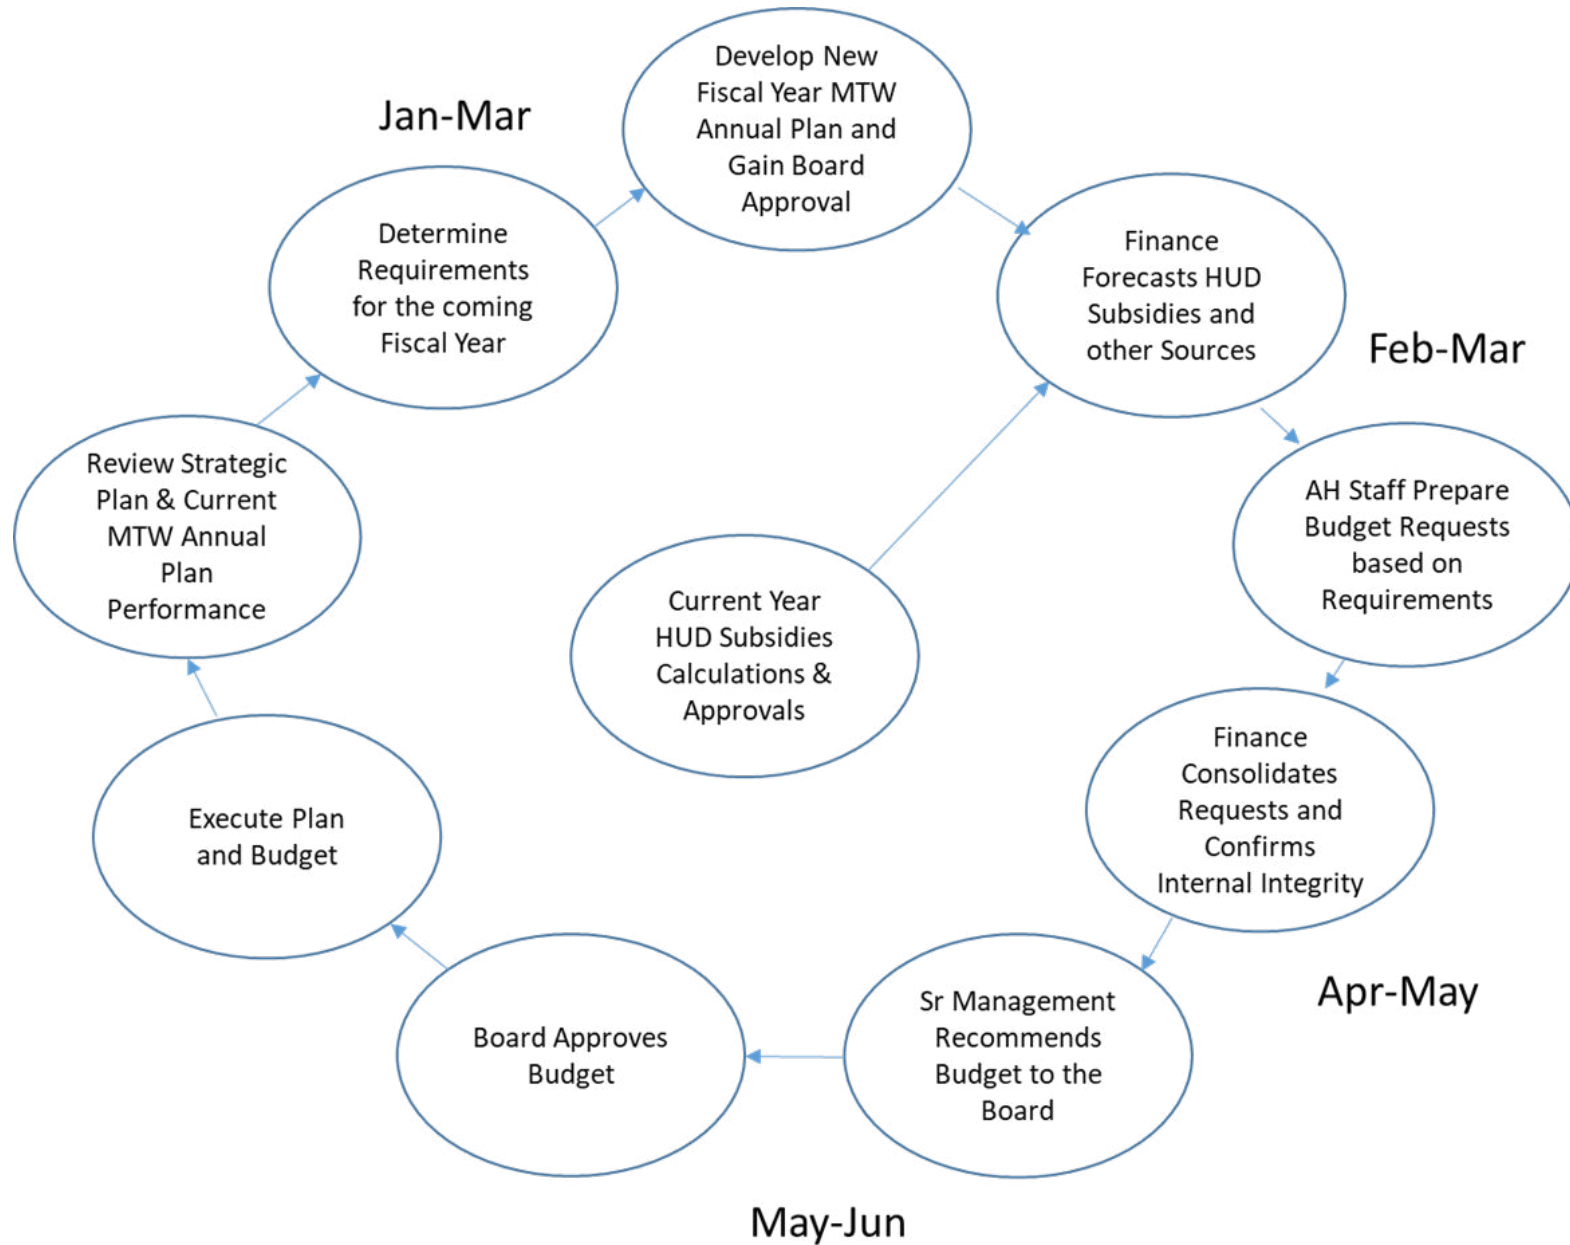 Jan-Mar
Develop New
Fiscal Year MTW
Annual Plan and
Gain Board
Approval
Determine
Requirements
for the coming
Fiscal Year
Finance
Forecasts HUD
Subsidies and
other Sources
Feb-Mar
Review Strategic
Plan & Current
MTW Annual
Plan
Performance
AH Staff Prepare
Budget Requests
based on
Requirements
Current Year
HUD Subsidies
Calculations &
Approvals
Finance
Consolidates
Requests and
Confirms
Internal Integrity
Execute Plan
and Budget
Apr-May
Sr Management
Recommends
Budget to the
Board
Board Approves
Budget
May-Jun